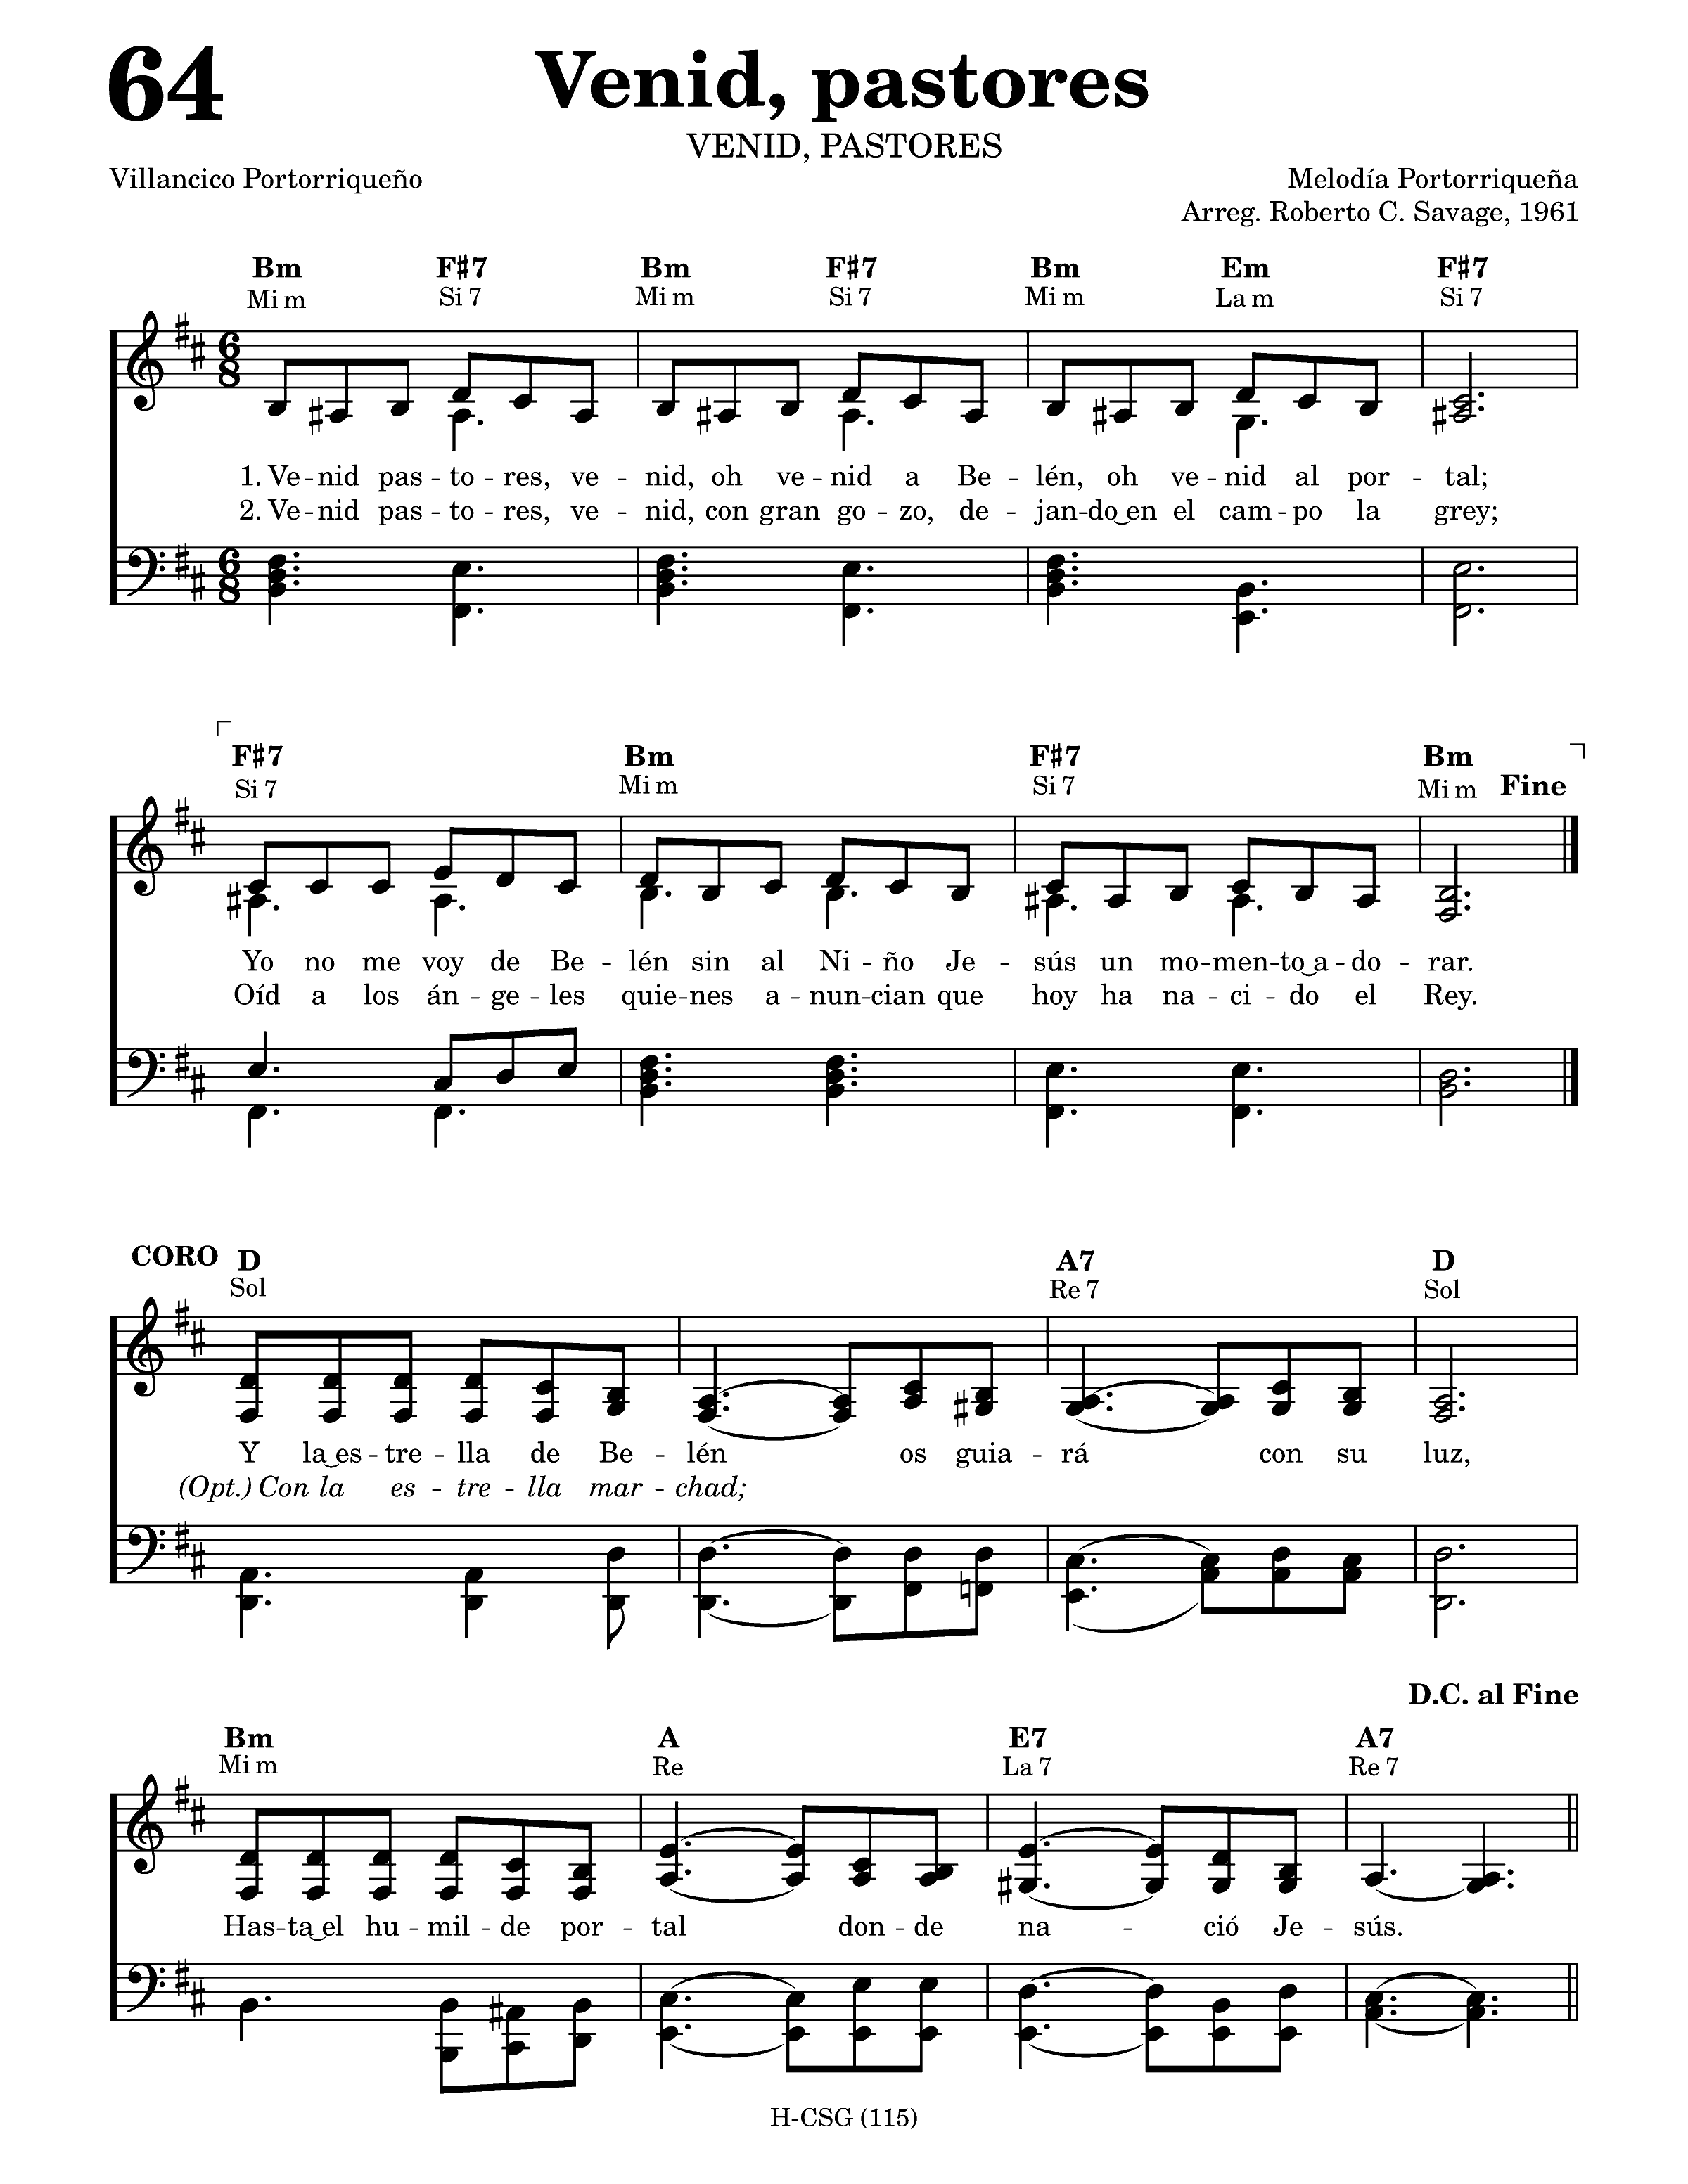 64
Venid, pastores
VENID, PASTORES
Villancico Portorriqueño
Melodía Portorriqueña
Arreg. Roberto C. Savage, 1961
Bm F#7 Bm F#7 Bm Em F#7
Mi m Si 7 Mi m Si 7 Mi m La m Si 7
6 8
1. Ve - nid pas - to - res, ve - nid, oh ve - nid a Be - lén, oh ve - nid al por - tal;
2. Ve - nid pas - to - res, ve - nid, con gran go - zo, de - jan - do‿en el cam - po la grey;
6 8
F#7 Bm F#7 Bm
Si 7 Mi m Si 7 Mi m Fine
Yo no me voy de Be - lén sin al Ni - ño Je - sús un mo - men - to‿a - do - rar.
Oíd a los án - ge - les quie - nes a - nun - cian que hoy ha na - ci - do el Rey.
CORO D A7 D
Sol Re 7 Sol
Y la‿es - tre - lla de Be - lén os guia - rá con su luz,
(Opt.) Con la es - tre - lla mar - chad;
D.C. al Fine
Bm A E7 A7
Mi m Re La 7 Re 7
Has - ta‿el hu - mil - de por - tal don - de na - ció Je - sús.
H-CSG (115)